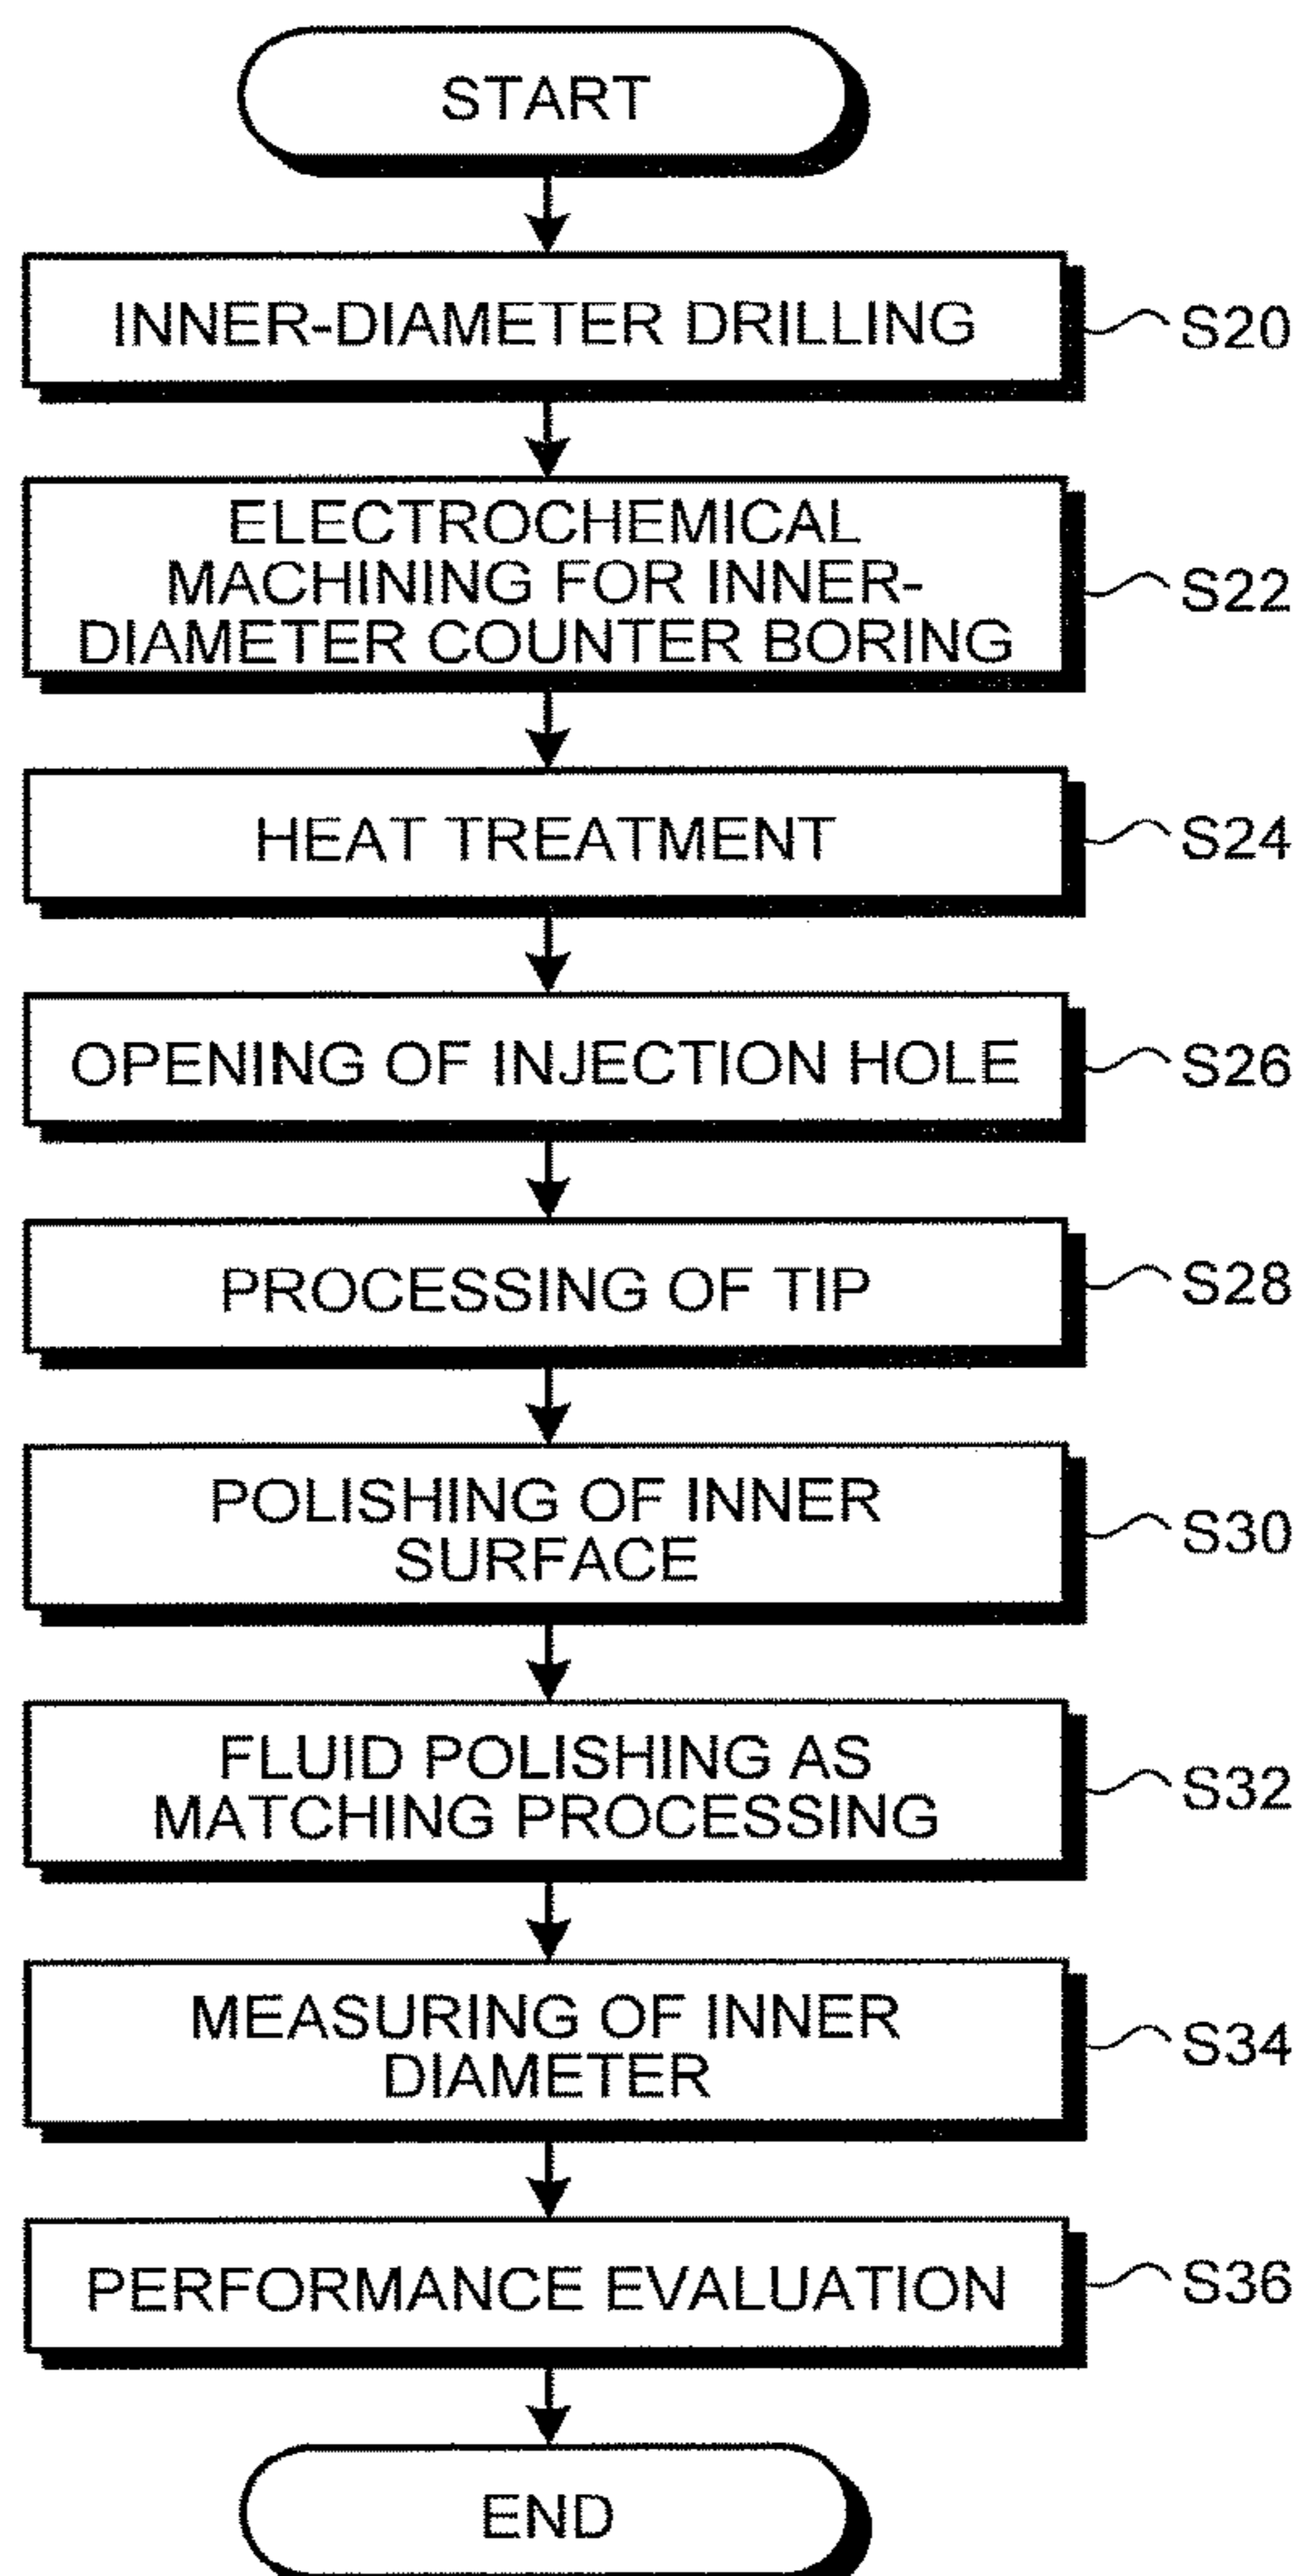 START
INNER-DIAMETER DRILLING
S20
ELECTROCHEMICAL
MACHINING FOR INNER-
DIAMETER COUNTER BORING
S22
HEAT TREATMENT
S24
OPENING OF INJECTION HOLE
S26
PROCESSING OF TIP
S28
POLISHING OF INNER
SURFACE
S30
FLUID POLISHING AS
MATCHING PROCESSING
S32
MEASURING OF INNER
DIAMETER
S34
PERFORMANCE EVALUATION
S36
END